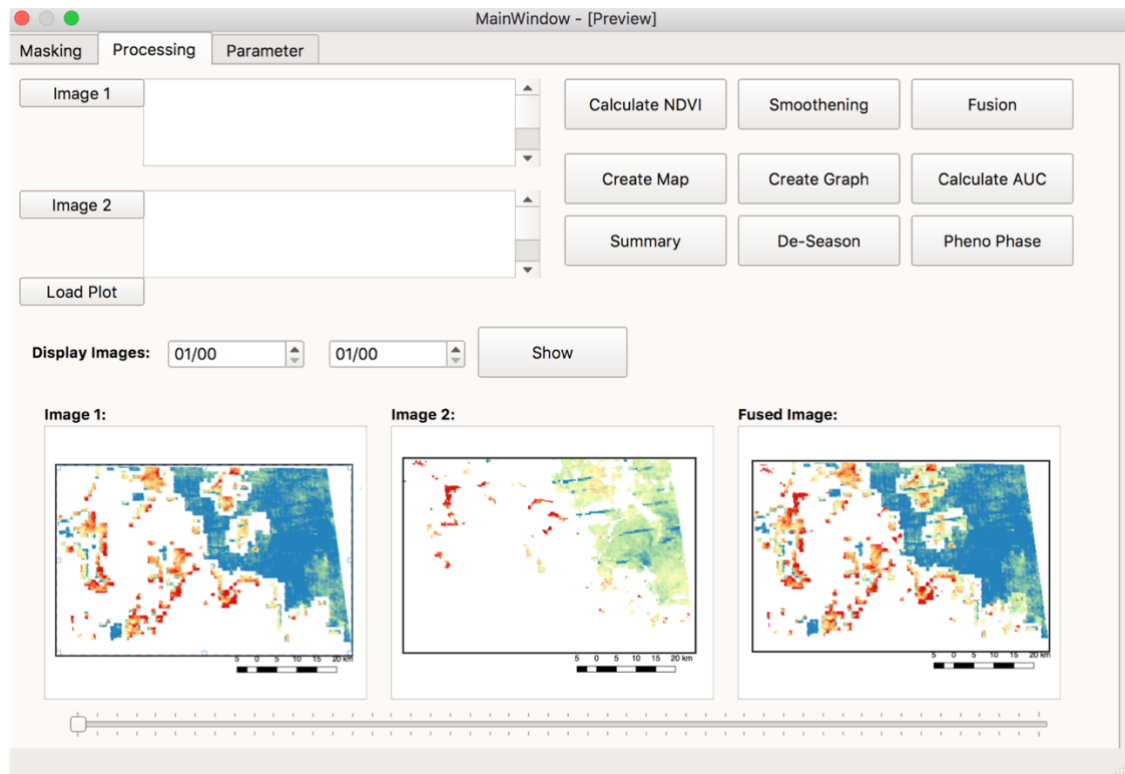 MainWindow - [Preview]
Masking Processing Parameter
Image 1
Calculate NDVI Smoothening Fusion
Create Map Create Graph Calculate AUC
Image 2
Summary De-Season Pheno Phase
Load Plot
Display Images: 01/00 01/00 Show
Image 1: Image 2: Fused Image:
5 0 5 10 15 20 km
5 0 5 10 15 20 km
5 0 5 10 15 20 km